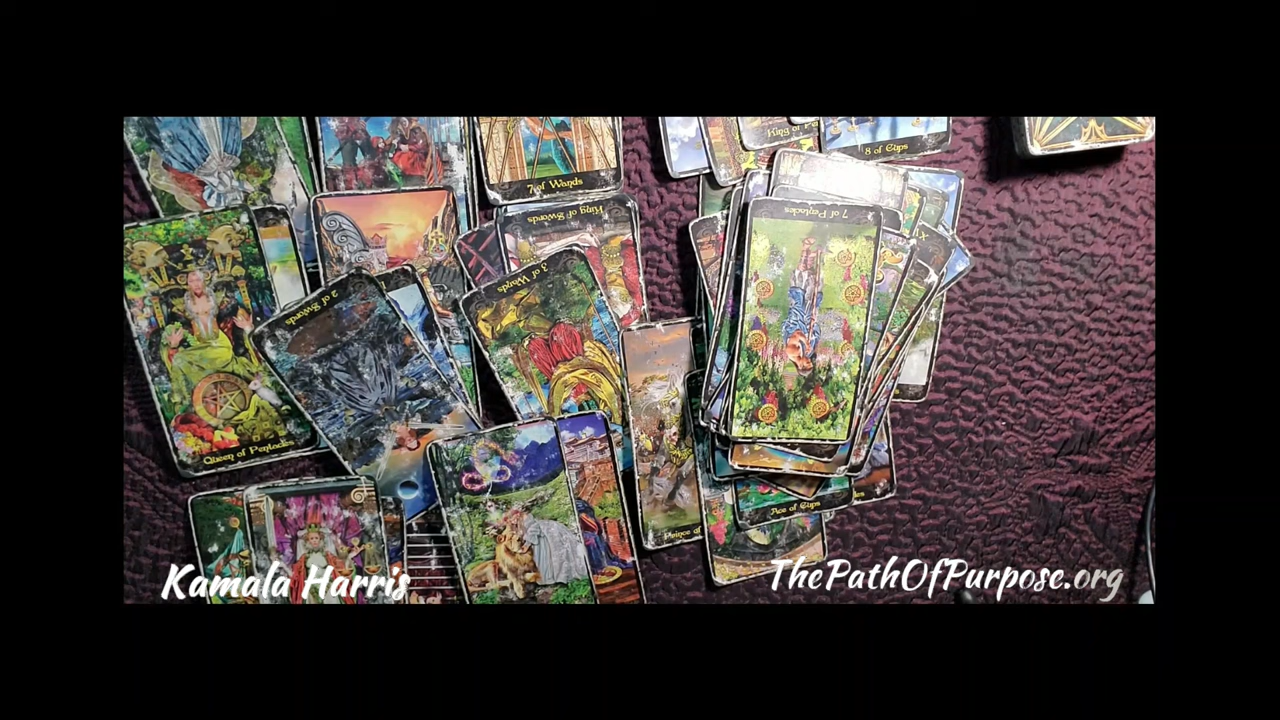 7 of Wands
King of
8 of Cups
King of Swords
7 of Pentacles
3 of Wands
2 of Swords
X
Queen of Pentacles
Ace of Cups
Prince of
Kamala Harris
ThePathOfPurpose.org